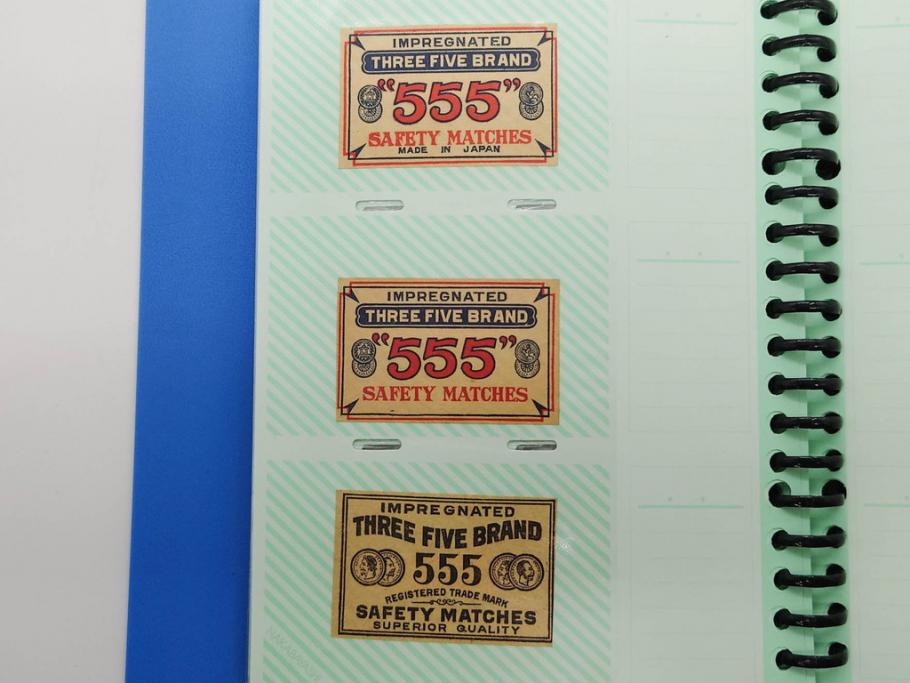 IMPREGNATED
THREE FIVE BRAND
"555"
SAFETY MATCHES
MADE IN JAPAN
IMPREGNATED
THREE FIVE BRAND
"555"
SAFETY MATCHES
IMPREGNATED
THREE FIVE BRAND
555
REGISTERED TRADE MARK
SAFETY MATCHES
SUPERIOR QUALITY